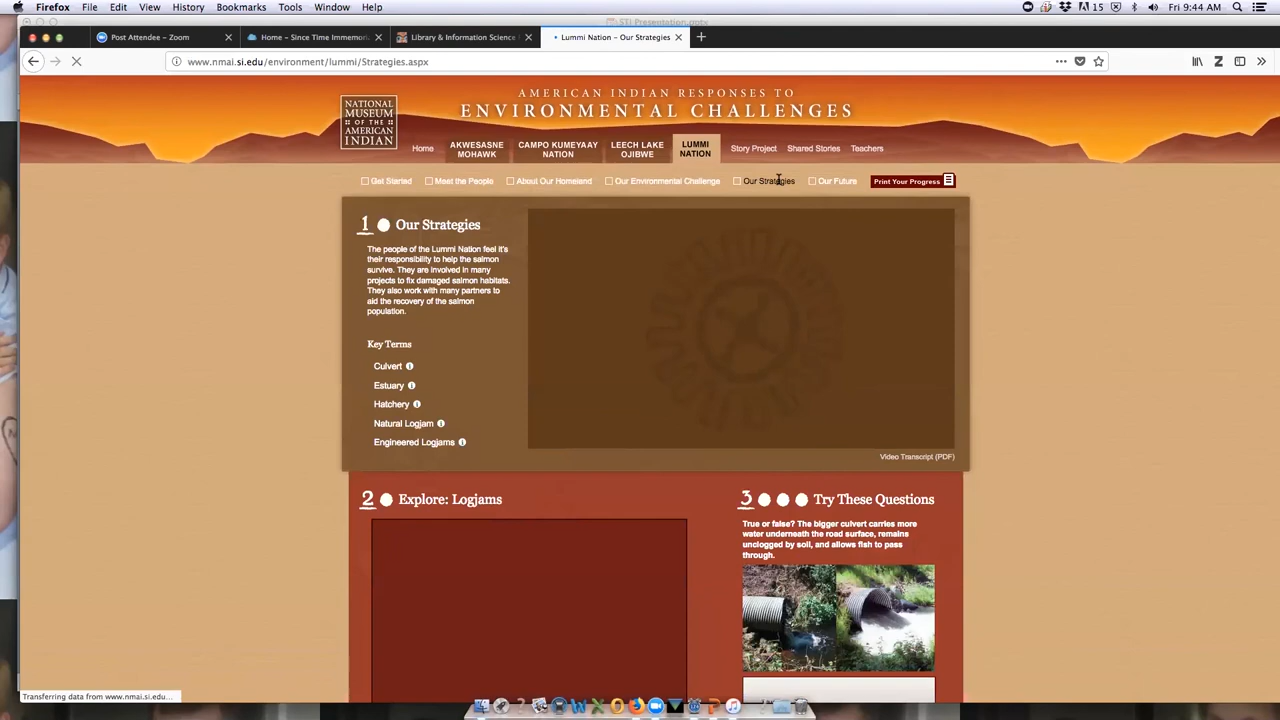 Firefox File Edit View History Bookmarks Tools Window Help
15
Fri 9:44 AM
STI Presentation.pptx
Post Attendee – Zoom
Home – Since Time Immemori
Library & Information Science
Lummi Nation – Our Strategies
www.nmai.si.edu/environment/lummi/Strategies.aspx
NATIONAL
MUSEUM
OF THE
AMERICAN
INDIAN
AMERICAN INDIAN RESPONSES TO
ENVIRONMENTAL CHALLENGES
Home
AKWESASNE
MOHAWK
CAMPO KUMEYAAY
NATION
LEECH LAKE
OJIBWE
LUMMI
NATION
Story Project
Shared Stories
Teachers
Get Started
Meet the People
About Our Homeland
Our Environmental Challenge
Our Strategies
Our Future
Print Your Progress
1 Our Strategies
The people of the Lummi Nation feel it's
their responsibility to help the salmon
survive. They are involved in many
projects to fix damaged salmon habitats.
They also work with many partners to
aid the recovery of the salmon
population.
Key Terms
Culvert
Estuary
Hatchery
Natural Logjam
Engineered Logjams
Video Transcript (PDF)
2 Explore: Logjams
3 Try These Questions
True or false? The bigger culvert carries more
water underneath the road surface, remains
unclogged by soil, and allows fish to pass
through.
Transferring data from www.nmai.si.edu…